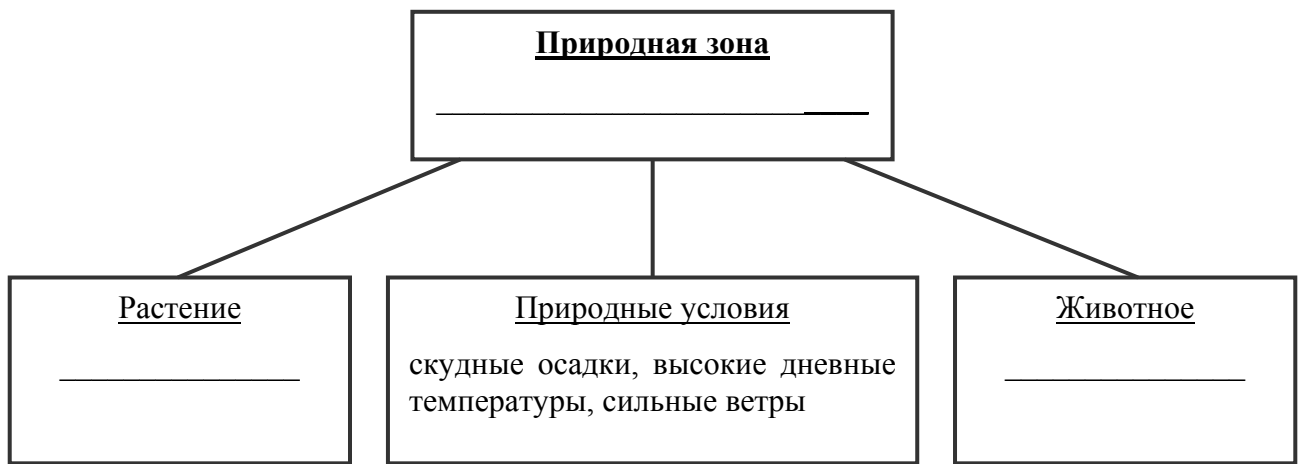 Природная зона
Растение
Природные условия
скудные осадки, высокие дневные
температуры, сильные ветры
Животное